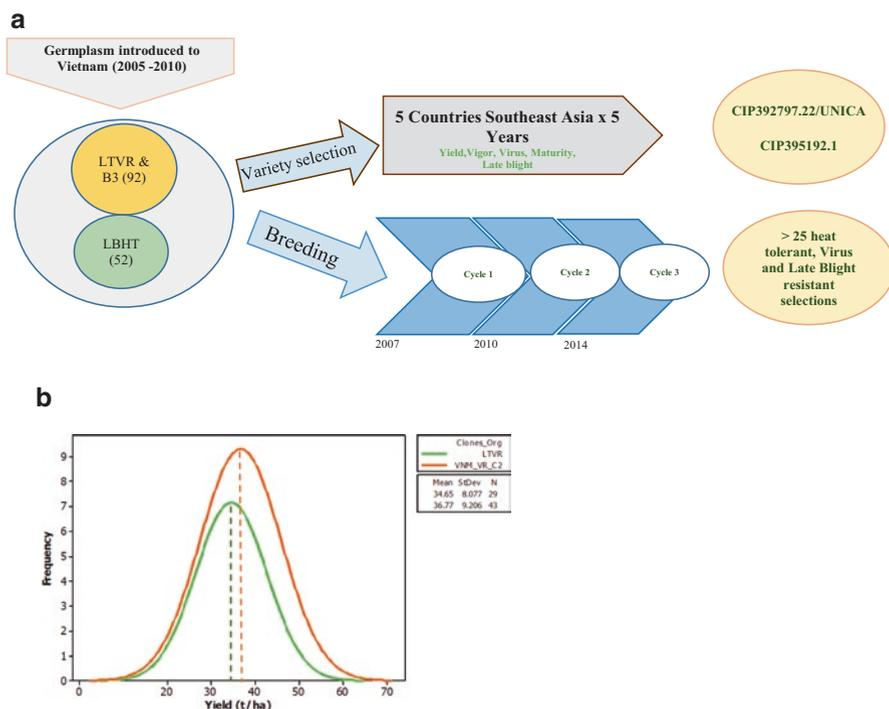 a
Germplasm introduced to
Vietnam (2005 -2010)
LTVR &
B3 (92)
LBHT
(52)
Variety selection
Breeding
5 Countries Southeast Asia x 5
Years
Yield,Vigor, Virus, Maturity,
Late blight
CIP392797.22/UNICA
CIP395192.1
Cycle 1
Cycle 2
Cycle 3
2007
2010
2014
> 25 heat
tolerant, Virus
and Late Blight
resistant
selections
b
Clones_Org
LTVR
VNM_VR_C2
Mean StDev N
34.65 8.077 29
36.77 9.206 43
Frequency
9
8
7
6
5
4
3
2
1
0
0 20 30 40 50 60 70
Yield (t/ha)